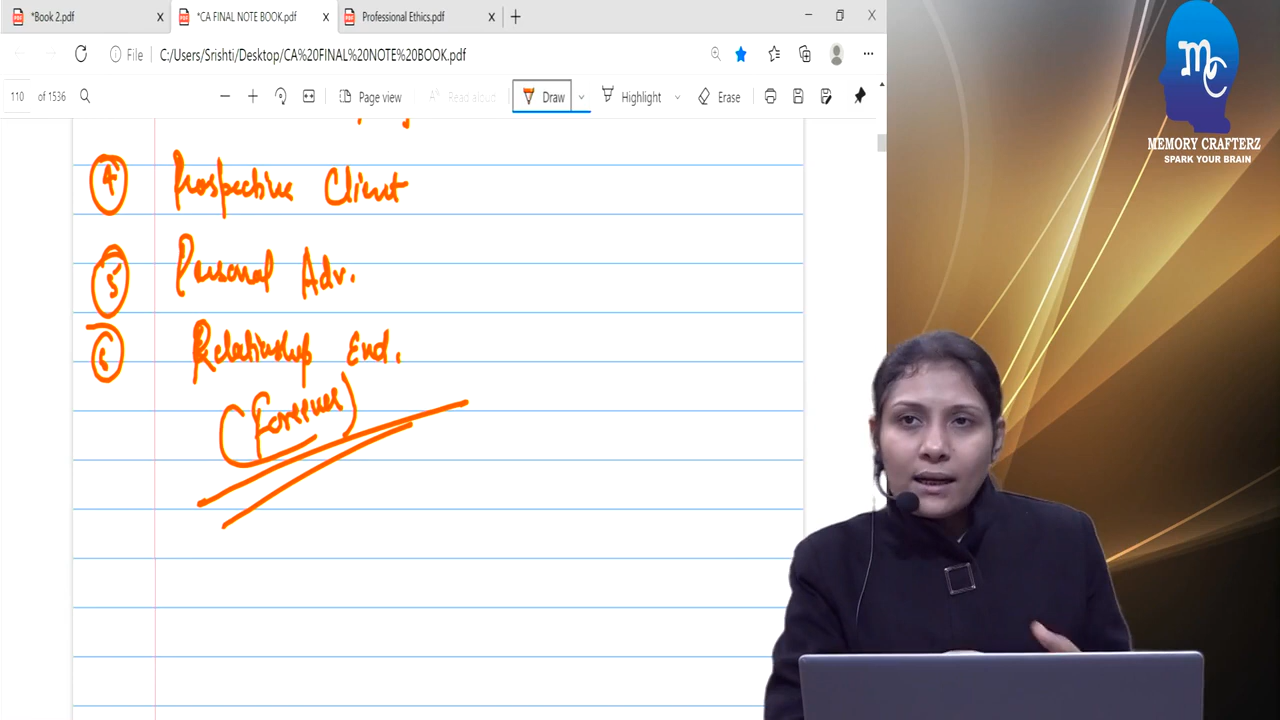 *Book 2.pdf
*CA FINAL NOTE BOOK.pdf
Professional Ethics.pdf
File
C:/Users/Srishti/Desktop/CA%20FINAL%20NOTE%20BOOK.pdf
110 of 1536
Page view
Read aloud
Draw
Highlight
Erase
4 Prospective Client
5 Personal Adv.
6 Relationship End.
(Forever)
MC
MEMORY CRAFTERZ
SPARK YOUR BRAIN